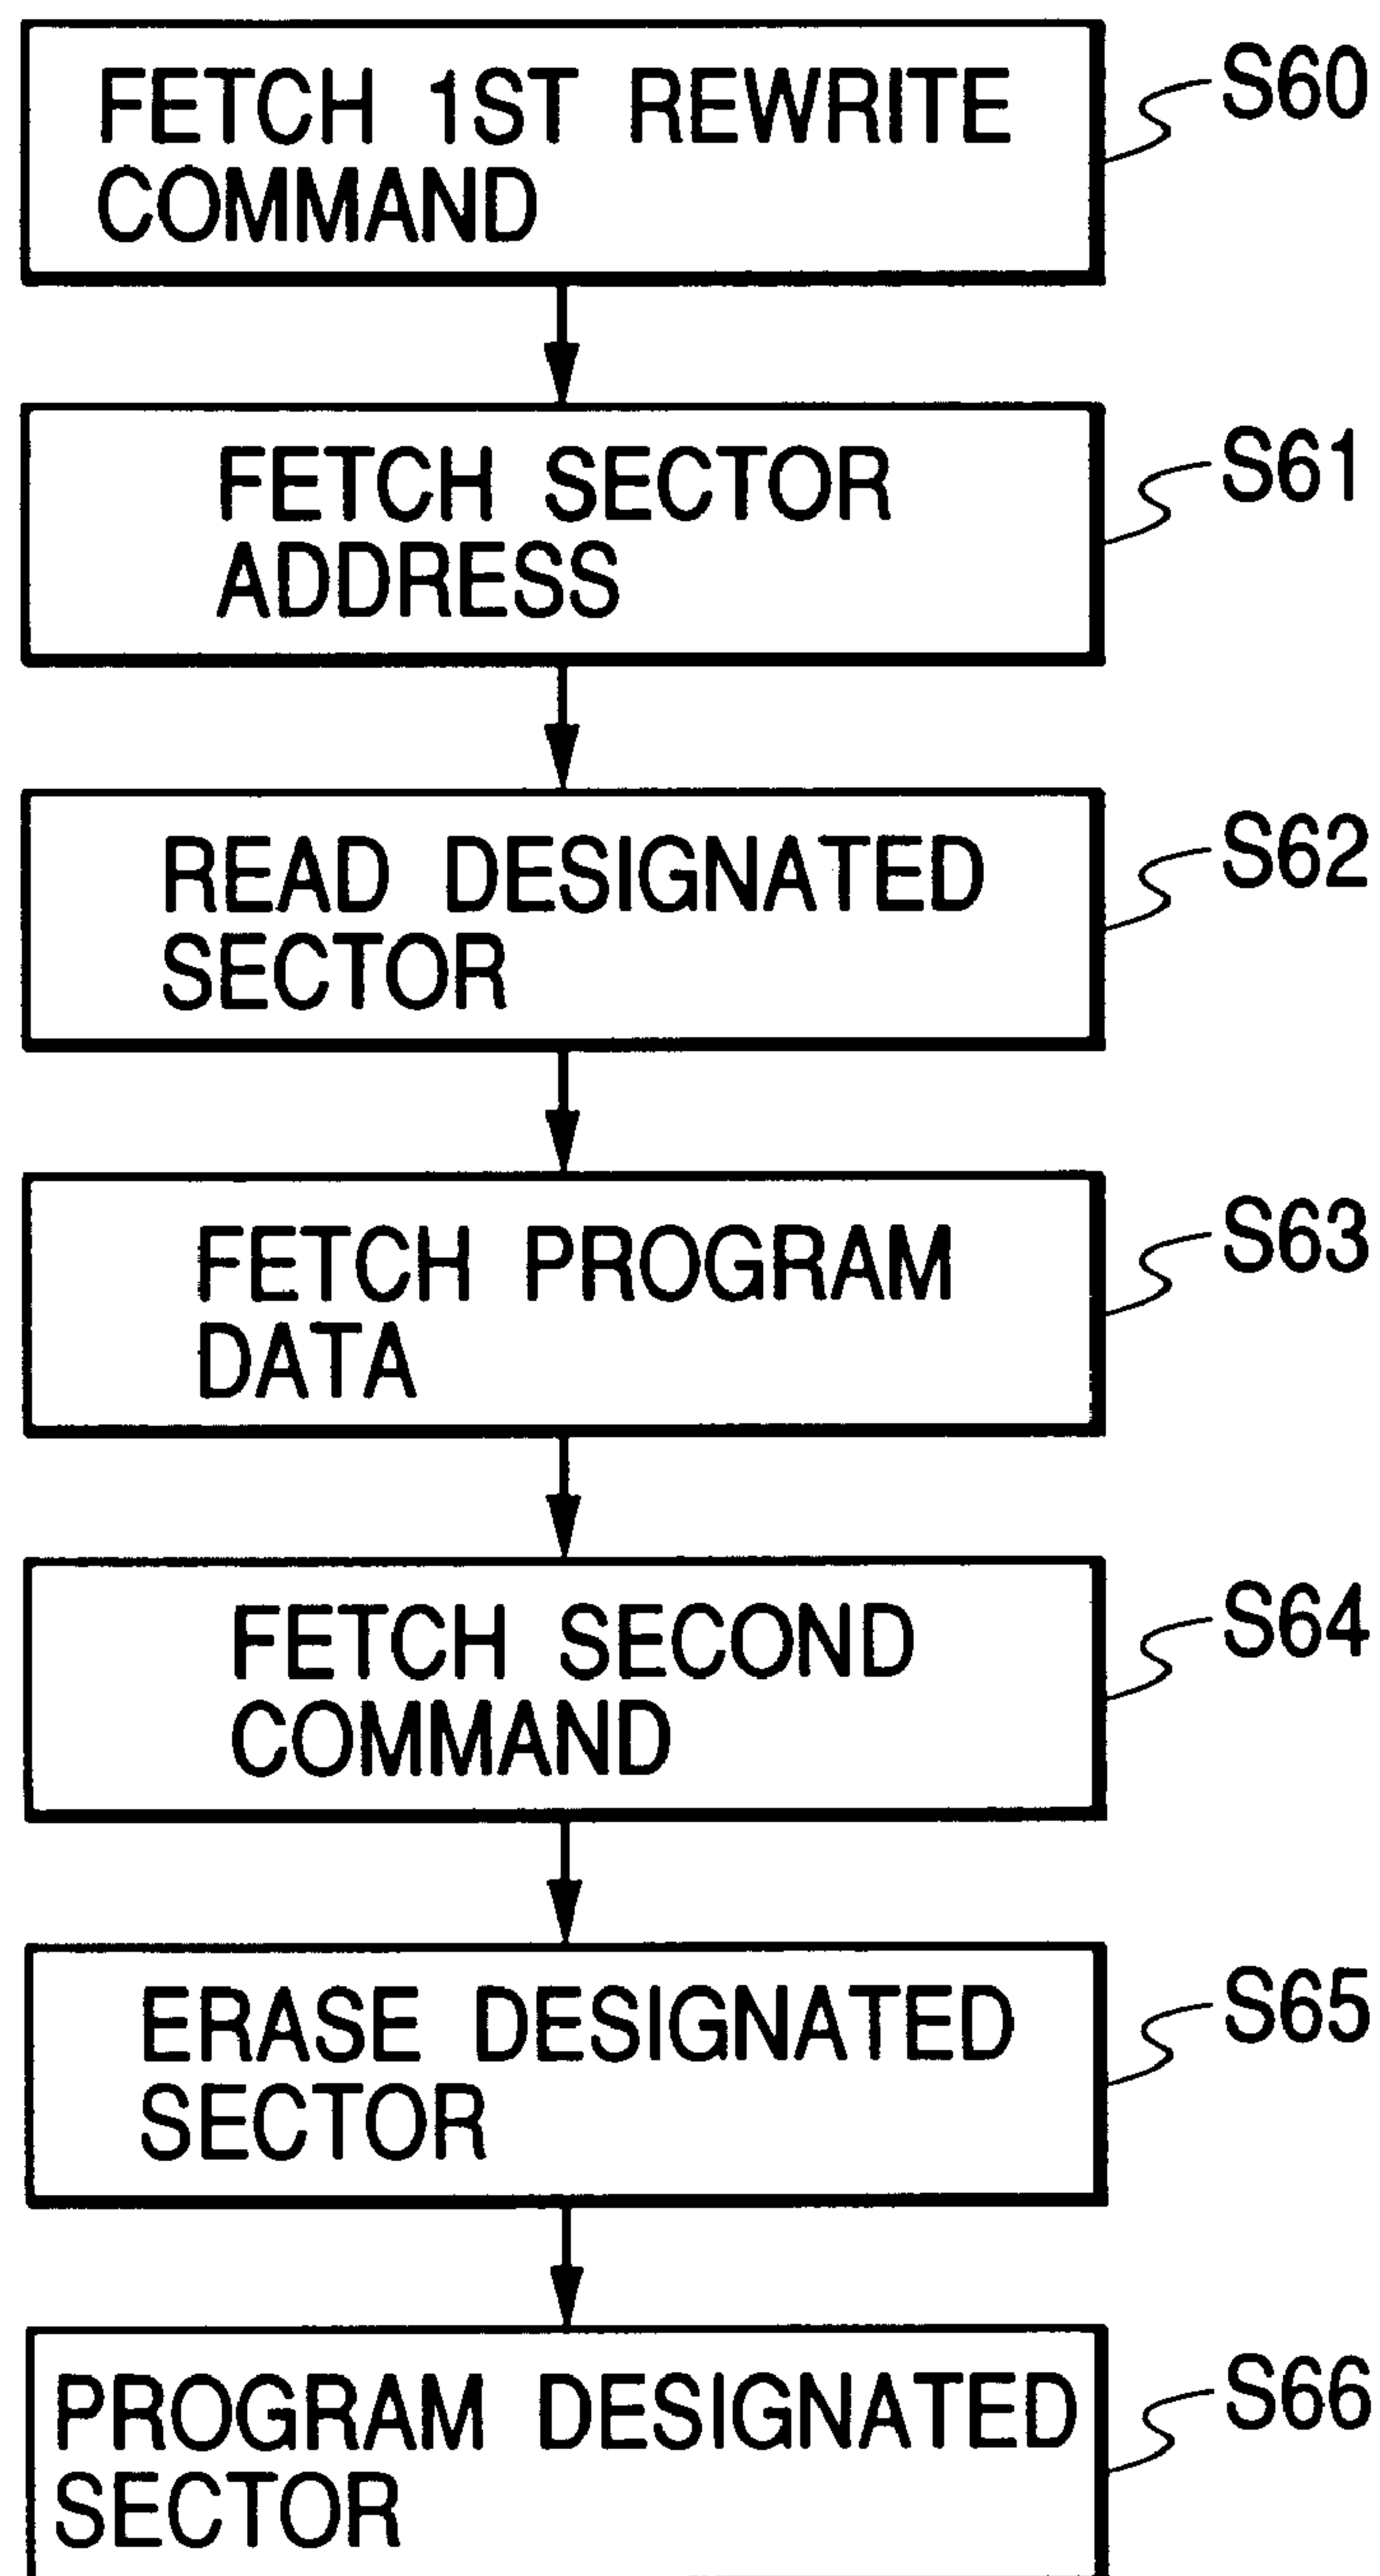 FETCH 1ST REWRITE
COMMAND
S60
FETCH SECTOR
ADDRESS
S61
READ DESIGNATED
SECTOR
S62
FETCH PROGRAM
DATA
S63
FETCH SECOND
COMMAND
S64
ERASE DESIGNATED
SECTOR
S65
PROGRAM DESIGNATED
SECTOR
S66